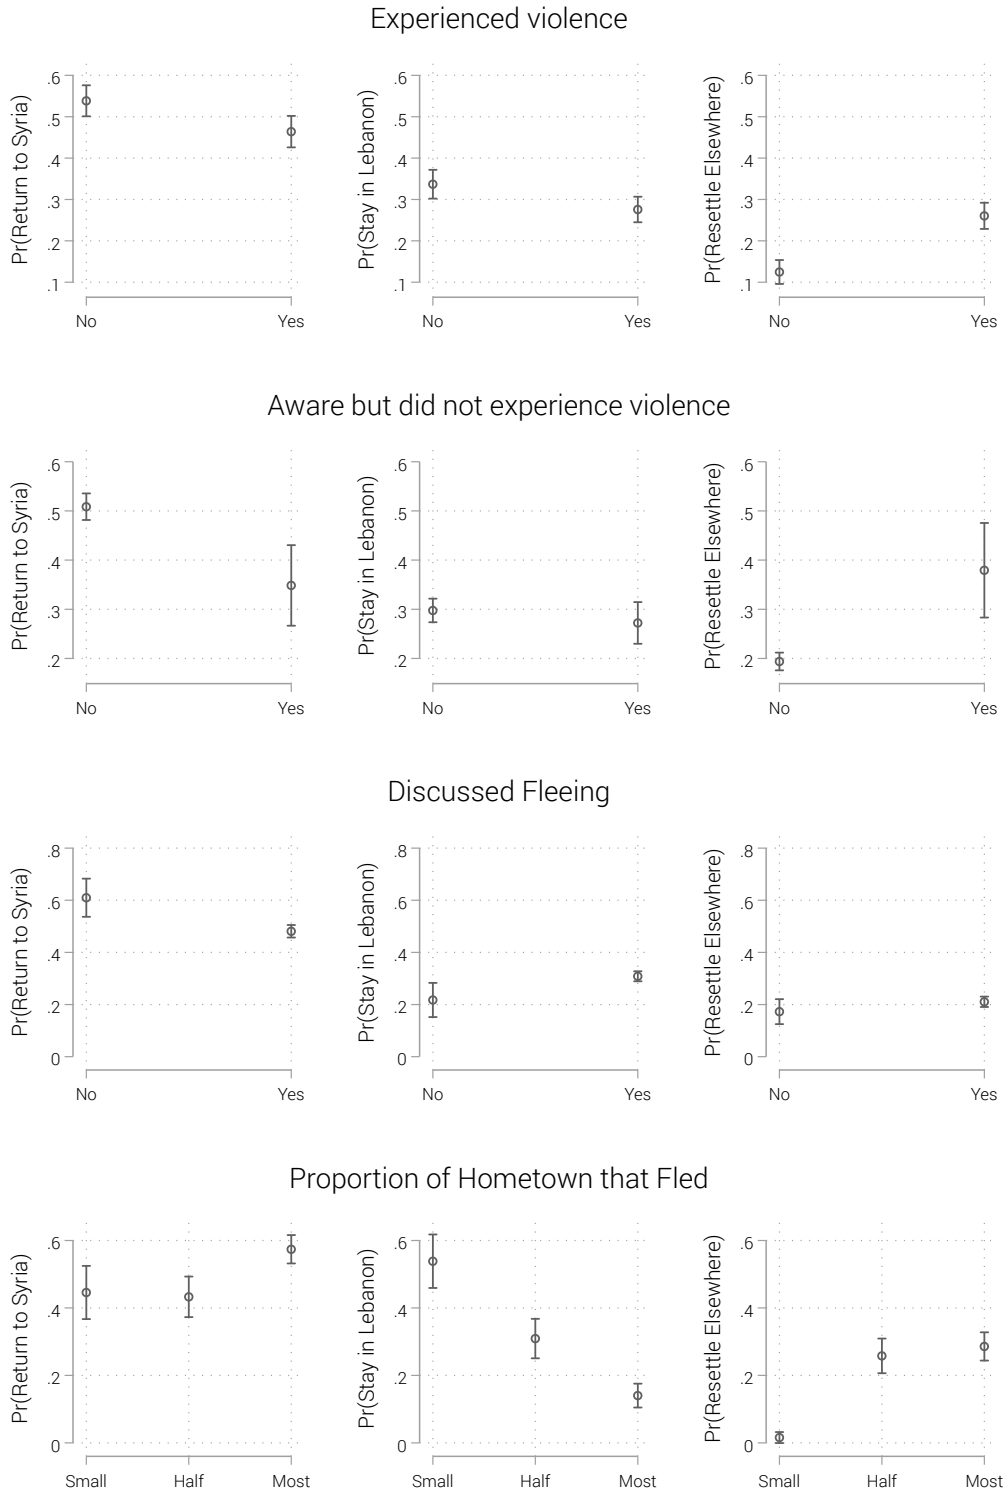 Experienced violence
Pr(Return to Syria)
.6
.5
.4
.3
.2
.1
No Yes
Pr(Stay in Lebanon)
.6
.5
.4
.3
.2
.1
No Yes
Pr(Resettle Elsewhere)
.6
.5
.4
.3
.2
.1
No Yes
Aware but did not experience violence
Pr(Return to Syria)
.6
.5
.4
.3
.2
No Yes
Pr(Stay in Lebanon)
.6
.5
.4
.3
.2
No Yes
Pr(Resettle Elsewhere)
.6
.5
.4
.3
.2
No Yes
Discussed Fleeing
Pr(Return to Syria)
.8
.6
.4
.2
0
No Yes
Pr(Stay in Lebanon)
.8
.6
.4
.2
0
No Yes
Pr(Resettle Elsewhere)
.8
.6
.4
.2
0
No Yes
Proportion of Hometown that Fled
Pr(Return to Syria)
.6
.4
.2
0
Small Half Most
Pr(Stay in Lebanon)
.6
.4
.2
0
Small Half Most
Pr(Resettle Elsewhere)
.6
.4
.2
0
Small Half Most